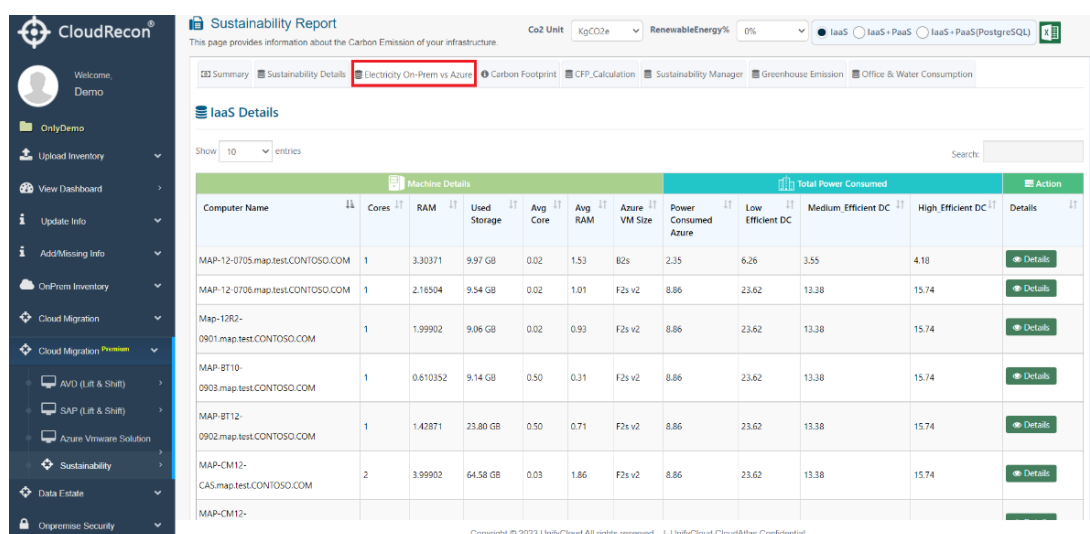 CloudRecon®
Welcome,
Demo
OnlyDemo
Upload Inventory
View Dashboard
Update Info
Add/Missing Info
OnPrem Inventory
Cloud Migration
Cloud Migration Premium
AVD (Lift & Shift)
SAP (Lift & Shift)
Azure Vmware Solution
Sustainability
Data Estate
Onpremise Security
Sustainability Report
This page provides information about the Carbon Emission of your infrastructure.
Co2 Unit KgCO2e RenewableEnergy% 0% IaaS IaaS+PaaS IaaS+PaaS(PostgreSQL)
Summary Sustainability Details Electricity On-Prem vs Azure Carbon Footprint CFP_Calculation Sustainability Manager Greenhouse Emission Office & Water Consumption
IaaS Details
Show 10 entries Search:
Machine Details Total Power Consumed Action
Computer Name Cores RAM Used Storage Avg Core Avg RAM Azure VM Size Power Consumed Azure Low Efficient DC Medium_Efficient DC High_Efficient DC Details
MAP-12-0705.map.test.CONTOSO.COM 1 3.30371 9.97 GB 0.02 1.53 B2s 2.35 6.26 3.55 4.18 Details
MAP-12-0706.map.test.CONTOSO.COM 1 2.16504 9.54 GB 0.02 1.01 F2s v2 8.86 23.62 13.38 15.74 Details
Map-12R2-
0901.map.test.CONTOSO.COM 1 1.99902 9.06 GB 0.02 0.93 F2s v2 8.86 23.62 13.38 15.74 Details
MAP-BT10-
0903.map.test.CONTOSO.COM 1 0.610352 9.14 GB 0.50 0.31 F2s v2 8.86 23.62 13.38 15.74 Details
MAP-BT12-
0902.map.test.CONTOSO.COM 1 1.42871 23.80 GB 0.50 0.71 F2s v2 8.86 23.62 13.38 15.74 Details
MAP-CM12-
CAS.map.test.CONTOSO.COM 2 3.99902 64.58 GB 0.03 1.86 F2s v2 8.86 23.62 13.38 15.74 Details
MAP-CM12-
Copyright © 2023 UnifyCloud All rights reserved. | UnifyCloud CloudAtlas Confidential